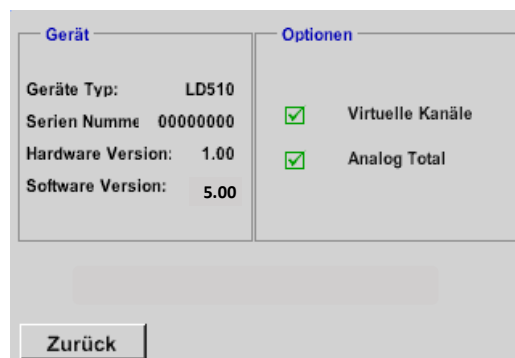 Gerät
Geräte Typ: LD510
Serien Numme 00000000
Hardware Version: 1.00
Software Version: 5.00
Optionen
Virtuelle Kanäle
Analog Total
Zurück